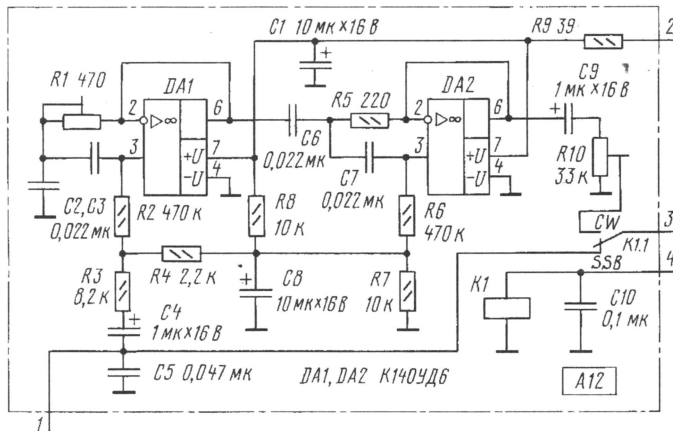 C1 10 мк×16 В
R9 39
2
R1 470
DA1
DA2
C9
1 мк×16 В
2
6
R5 220
2
6
▷∞
▷∞
3
7
C6
0,022 мк
3
7
+U
4
-U
C7
0,022 мк
+U
4
-U
R10
33 к
C2, C3
0,022 мк
R2 470 к
R8
10 к
R6
470 к
CW
3
K1.1
SSB
R3
8,2 к
R4 2,2 к
C8
10 мк×16 В
R7
10 к
K1
4
C4
1 мк×16 В
C10
0,1 мк
C5 0,047 мк
DA1, DA2 К140УД6
A12
1